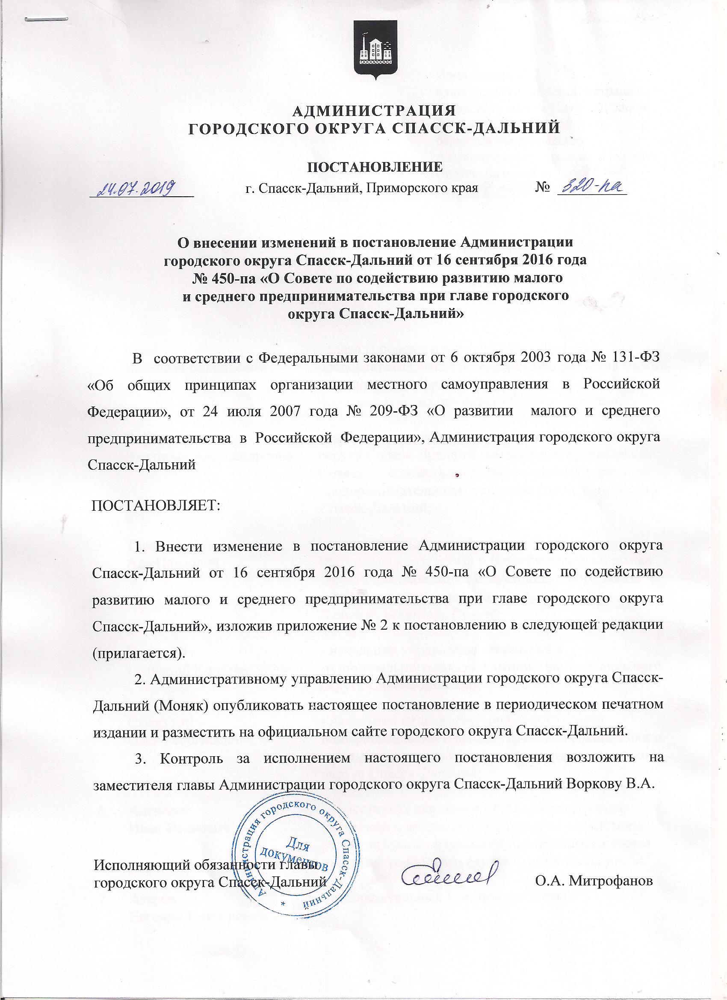 АДМИНИСТРАЦИЯ
ГОРОДСКОГО ОКРУГА СПАССК-ДАЛЬНИЙ
ПОСТАНОВЛЕНИЕ
24.07.2019 г. Спасск-Дальний, Приморского края № 320-па
О внесении изменений в постановление Администрации
городского округа Спасск-Дальний от 16 сентября 2016 года
№ 450-па «О Совете по содействию развитию малого
и среднего предпринимательства при главе городского
округа Спасск-Дальний»
В соответствии с Федеральными законами от 6 октября 2003 года № 131-ФЗ
«Об общих принципах организации местного самоуправления в Российской
Федерации», от 24 июля 2007 года № 209-ФЗ «О развитии малого и среднего
предпринимательства в Российской Федерации», Администрация городского округа
Спасск-Дальний
ПОСТАНОВЛЯЕТ:
1. Внести изменение в постановление Администрации городского округа
Спасск-Дальний от 16 сентября 2016 года № 450-па «О Совете по содействию
развитию малого и среднего предпринимательства при главе городского округа
Спасск-Дальний», изложив приложение № 2 к постановлению в следующей редакции
(прилагается).
2. Административному управлению Администрации городского округа Спасск-
Дальний (Моняк) опубликовать настоящее постановление в периодическом печатном
издании и разместить на официальном сайте городского округа Спасск-Дальний.
3. Контроль за исполнением настоящего постановления возложить на
заместителя главы Администрации городского округа Спасск-Дальний Воркову В.А.
Администрация городского округа Спасск-Дальний *
Для
документов
Исполняющий обязанности главы
городского округа Спасск-Дальний О.А. Митрофанов